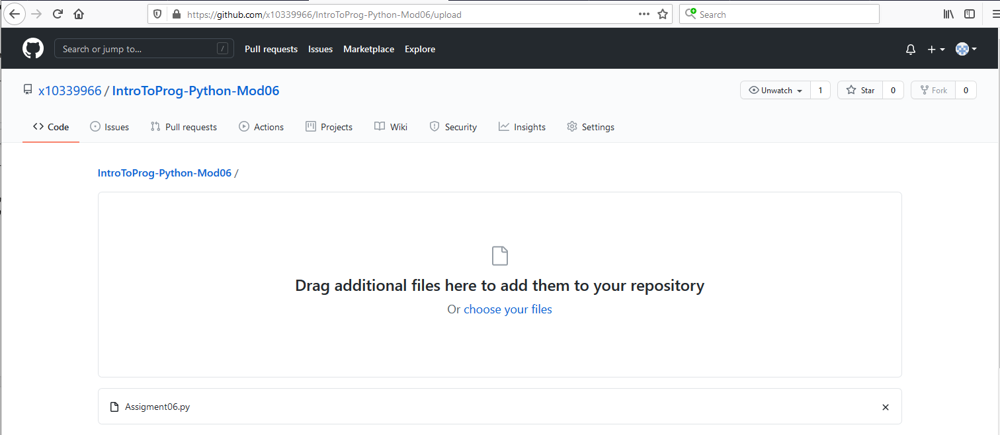 https://github.com/x10339966/IntroToProg-Python-Mod06/upload
Search
Search or jump to...
/
Pull requests
Issues
Marketplace
Explore
x10339966 / IntroToProg-Python-Mod06
Unwatch 1
Star 0
Fork 0
Code
Issues
Pull requests
Actions
Projects
Wiki
Security
Insights
Settings
IntroToProg-Python-Mod06 /
Drag additional files here to add them to your repository
Or choose your files
Assigment06.py